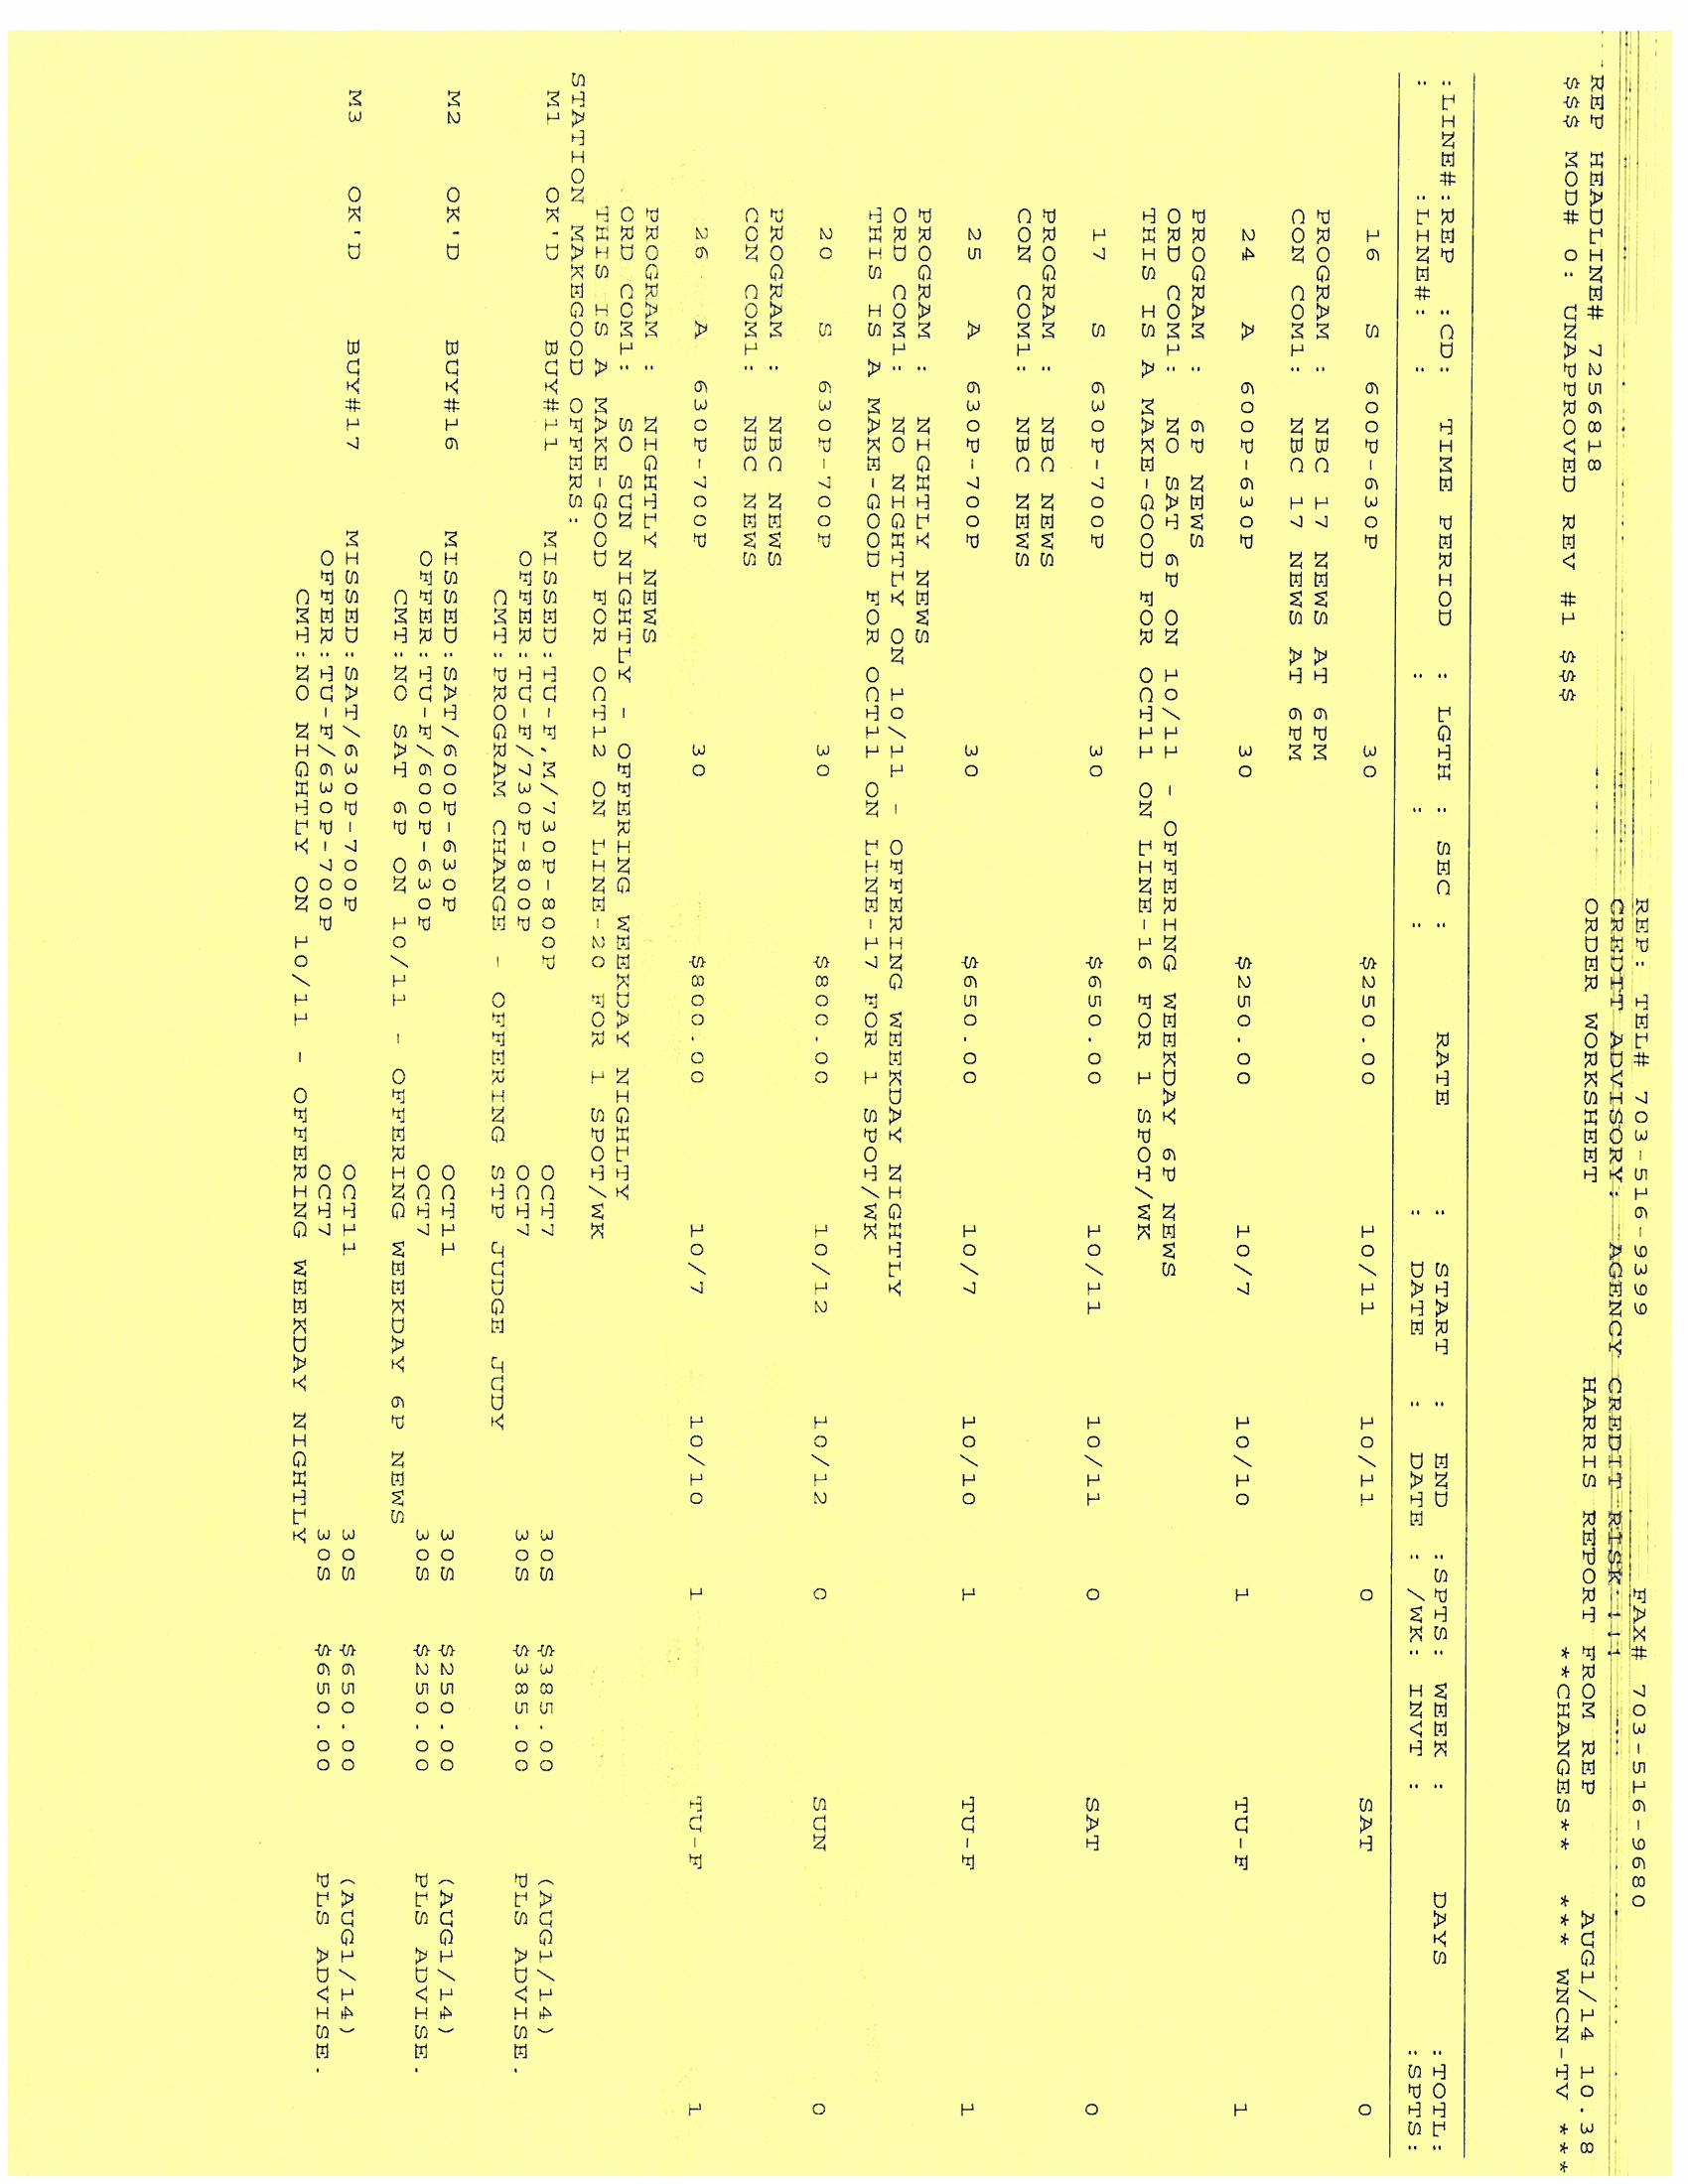 REP: TEL# 703-516-9399 FAX# 703-516-9680
CREDIT ADVISORY: AGENCY CREDIT RISK!!!
REP HEADLINE# 7256818 ORDER WORKSHEET HARRIS REPORT FROM REP AUG1/14 10.38
$$$ MOD# 0: UNAPPROVED REV #1 $$$ **CHANGES** *** WNCN-TV ***
:LINE#:REP :CD: TIME PERIOD : LGTH : SEC : RATE : START : END :SPTS: WEEK : DAYS :TOTL:
: :LINE#: : : : : DATE : DATE : /WK: INVT : :SPTS:
16 S 600P-630P 30 $250.00 10/11 10/11 0 SAT 0
PROGRAM : NBC 17 NEWS AT 6PM
CON COM1: NBC 17 NEWS AT 6PM
24 A 600P-630P 30 $250.00 10/7 10/10 1 TU-F 1
PROGRAM : 6P NEWS
ORD COM1: NO SAT 6P ON 10/11 - OFFERING WEEKDAY 6P NEWS
THIS IS A MAKE-GOOD FOR OCT11 ON LINE-16 FOR 1 SPOT/WK
17 S 630P-700P 30 $650.00 10/11 10/11 0 SAT 0
PROGRAM : NBC NEWS
CON COM1: NBC NEWS
25 A 630P-700P 30 $650.00 10/7 10/10 1 TU-F 1
PROGRAM : NIGHTLY NEWS
ORD COM1: NO NIGHTLY ON 10/11 - OFFERING WEEKDAY NIGHTLY
THIS IS A MAKE-GOOD FOR OCT11 ON LINE-17 FOR 1 SPOT/WK
20 S 630P-700P 30 $800.00 10/12 10/12 0 SUN 0
PROGRAM : NBC NEWS
CON COM1: NBC NEWS
26 A 630P-700P 30 $800.00 10/7 10/10 1 TU-F 1
PROGRAM : NIGHTLY NEWS
ORD COM1: SO SUN NIGHTLY - OFFERING WEEKDAY NIGHLTY
THIS IS A MAKE-GOOD FOR OCT12 ON LINE-20 FOR 1 SPOT/WK
STATION MAKEGOOD OFFERS:
M1 OK'D BUY#11 MISSED:TU-F,M/730P-800P OCT7 30S $385.00 (AUG1/14)
OFFER:TU-F/730P-800P OCT7 30S $385.00 PLS ADVISE.
CMT:PROGRAM CHANGE - OFFERING STP JUDGE JUDY
M2 OK'D BUY#16 MISSED:SAT/600P-630P OCT11 30S $250.00 (AUG1/14)
OFFER:TU-F/600P-630P OCT7 30S $250.00 PLS ADVISE.
CMT:NO SAT 6P ON 10/11 - OFFERING WEEKDAY 6P NEWS
M3 OK'D BUY#17 MISSED:SAT/630P-700P OCT11 30S $650.00 (AUG1/14)
OFFER:TU-F/630P-700P OCT7 30S $650.00 PLS ADVISE.
CMT:NO NIGHTLY ON 10/11 - OFFERING WEEKDAY NIGHTLY